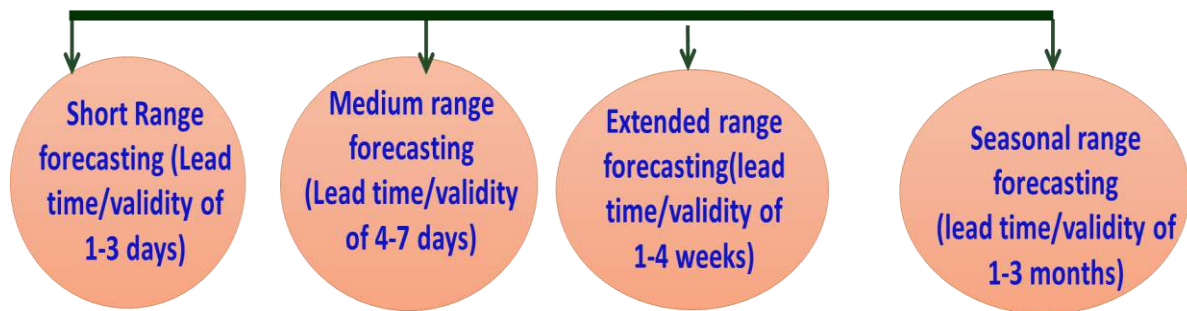 Short Range
forecasting (Lead
time/validity of
1-3 days)
Medium range
forecasting
(Lead time/validity
of 4-7 days)
Extended range
forecasting(lead
time/validity of
1-4 weeks)
Seasonal range
forecasting
(lead time/validity of
1-3 months)